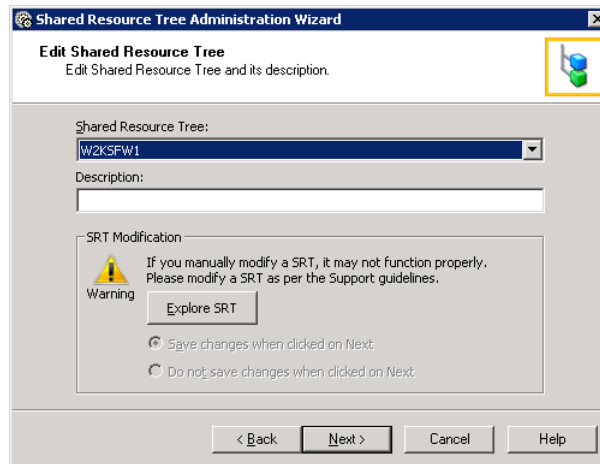 Shared Resource Tree Administration Wizard
Edit Shared Resource Tree
Edit Shared Resource Tree and its description.
Shared Resource Tree:
W2K5FW1
Description:
SRT Modification
If you manually modify a SRT, it may not function properly.
Please modify a SRT as per the Support guidelines.
Warning
Explore SRT
Save changes when clicked on Next
Do not save changes when clicked on Next
< Back
Next >
Cancel
Help